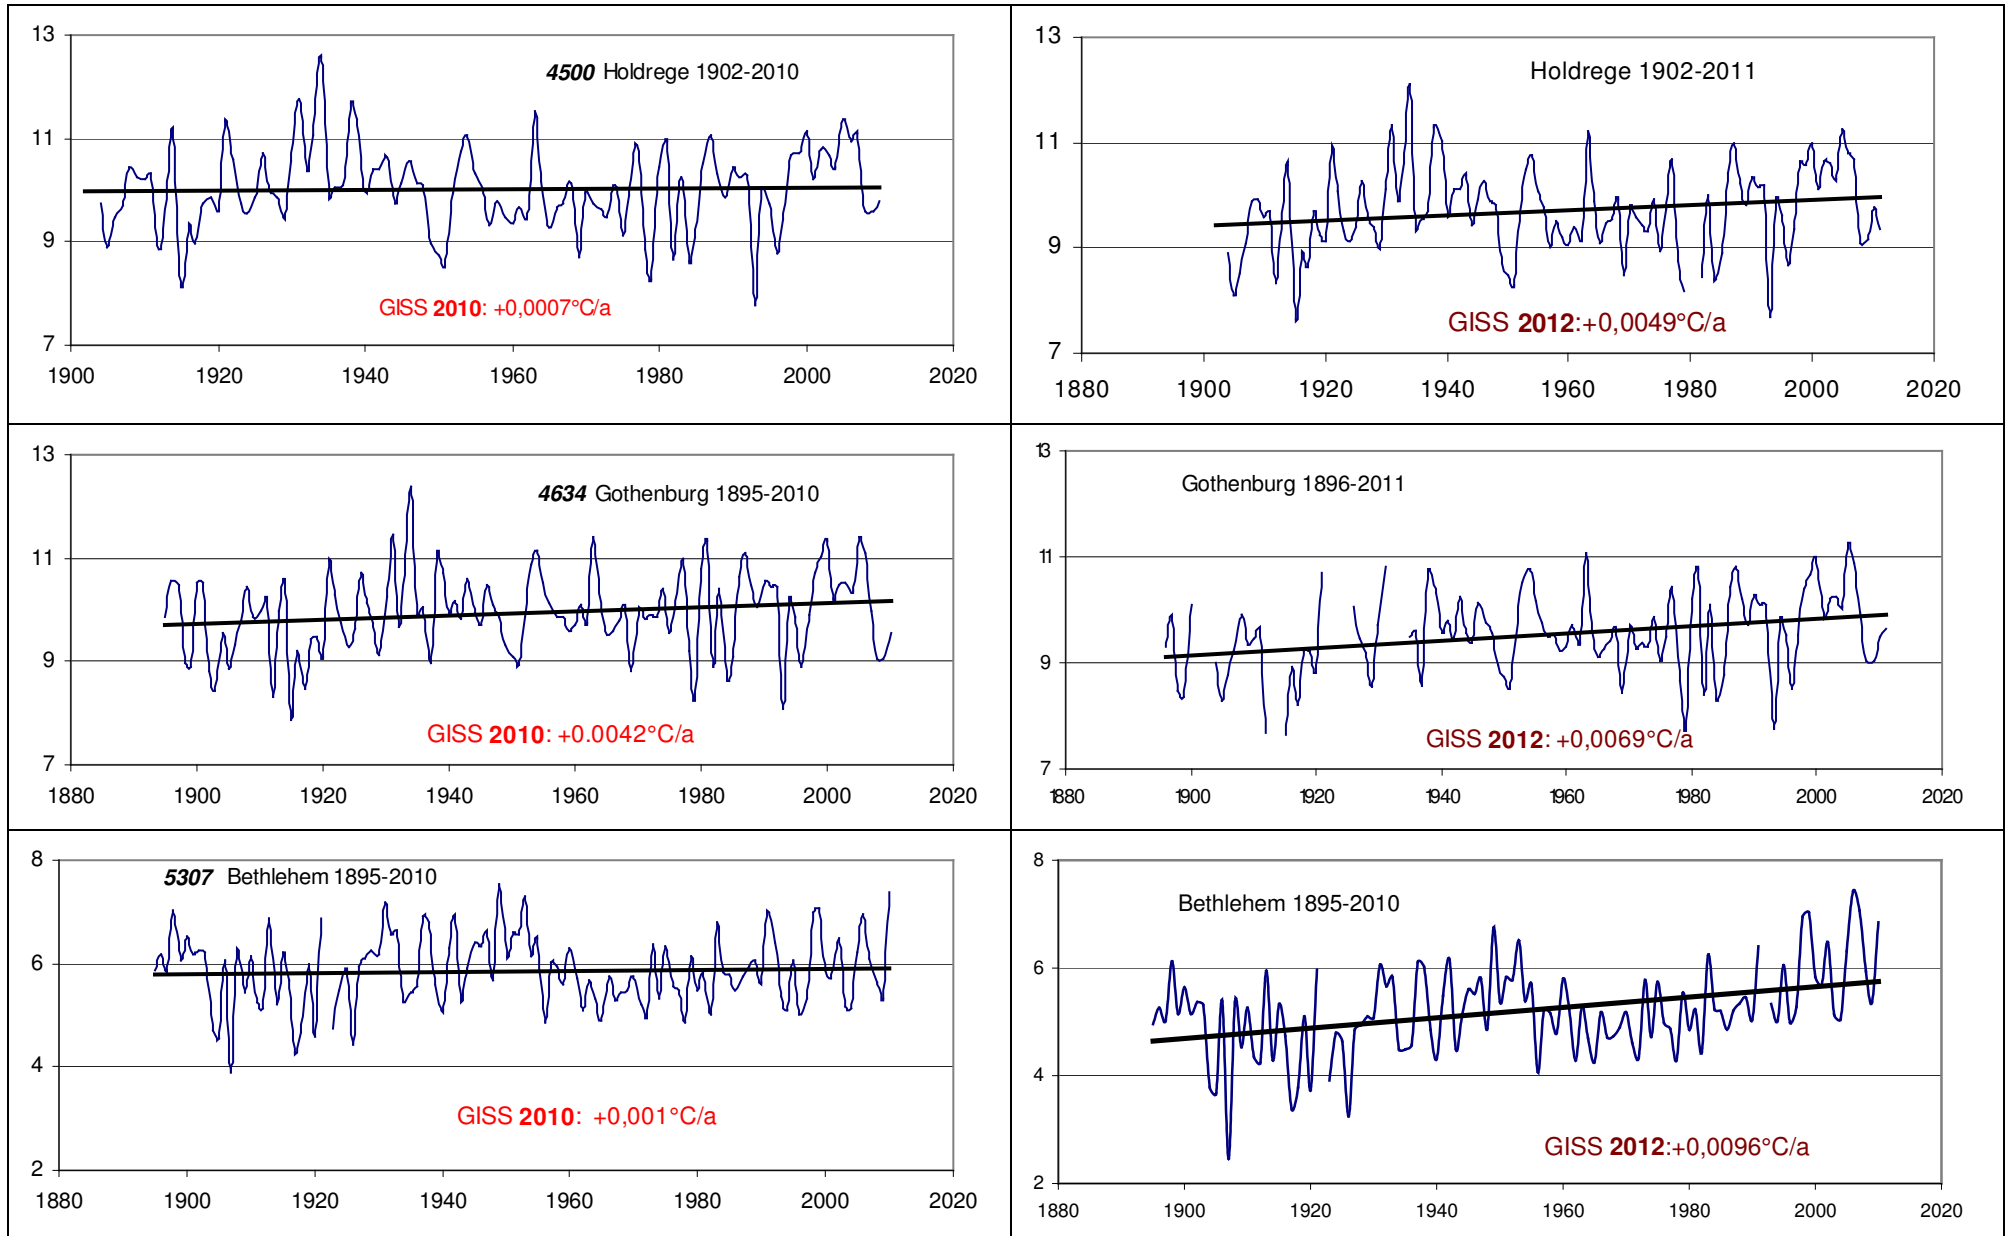 13
11
9
7
4500 Holdrege 1902-2010
GISS 2010: +0,0007°C/a
1900 1920 1940 1960 1980 2000 2020
13
11
9
7
Holdrege 1902-2011
GISS 2012:+0,0049°C/a
1880 1900 1920 1940 1960 1980 2000 2020
13
11
9
7
4634 Gothenburg 1895-2010
GISS 2010: +0.0042°C/a
1880 1900 1920 1940 1960 1980 2000 2020
13
11
9
7
Gothenburg 1896-2011
GISS 2012: +0,0069°C/a
1880 1900 1920 1940 1960 1980 2000 2020
8
6
4
2
5307 Bethlehem 1895-2010
GISS 2010: +0,001°C/a
1880 1900 1920 1940 1960 1980 2000 2020
8
6
4
2
Bethlehem 1895-2010
GISS 2012:+0,0096°C/a
1880 1900 1920 1940 1960 1980 2000 2020